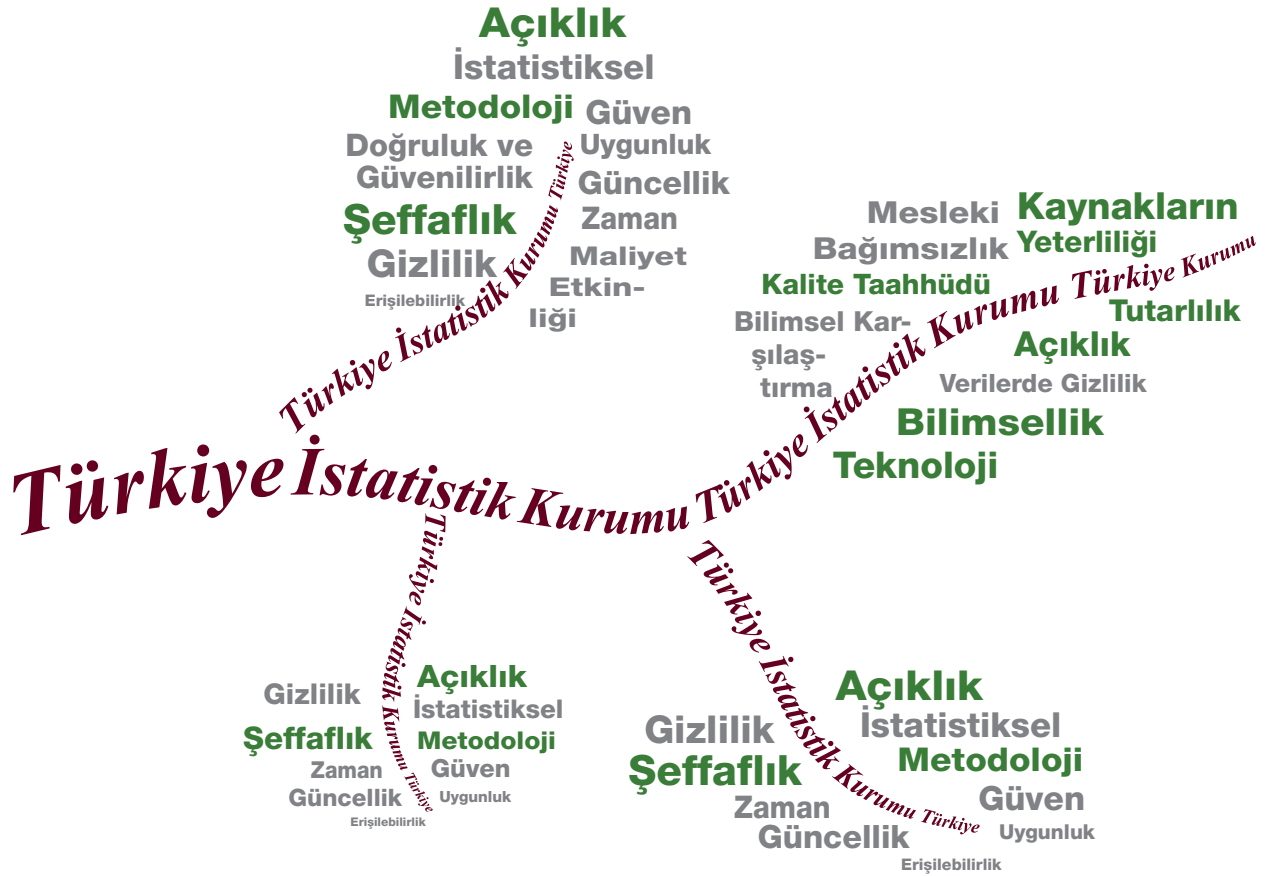 Açıklık
İstatistiksel
Metodoloji
Güven
Doğruluk ve
Güvenilirlik
Uygunluk
Güncellik
Şeffaflık
Zaman
Gizlilik
Maliyet
Etkin-
liği
Erişilebilirlik
Türkiye İstatistik Kurumu Türkiye
Mesleki
Bağımsızlık
Kaynakların
Yeterliliği
Kalite Taahhüdü
Bilimsel Kar-
şılaş-
tırma
Tutarlılık
Açıklık
Verilerde Gizlilik
Bilimsellik
Teknoloji
Türkiye İstatistik Kurumu Türkiye İstatistik Kurumu Türkiye Kurumu
Türkiye İstatistik Kurumu Türkiye
Gizlilik
Şeffaflık
Zaman
Güncellik
Erişilebilirlik
Açıklık
İstatistiksel
Metodoloji
Güven
Uygunluk
Türkiye İstatistik Kurumu Türkiye
Gizlilik
Şeffaflık
Zaman
Güncellik
Erişilebilirlik
Açıklık
İstatistiksel
Metodoloji
Güven
Uygunluk